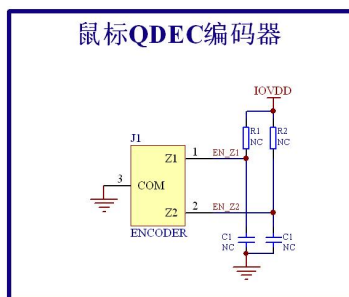 鼠标QDEC编码器
IOVDD
R1
NC
R2
NC
J1
Z1
1
EN_Z1
3
COM
Z2
2
EN_Z2
ENCODER
C1
NC
C1
NC